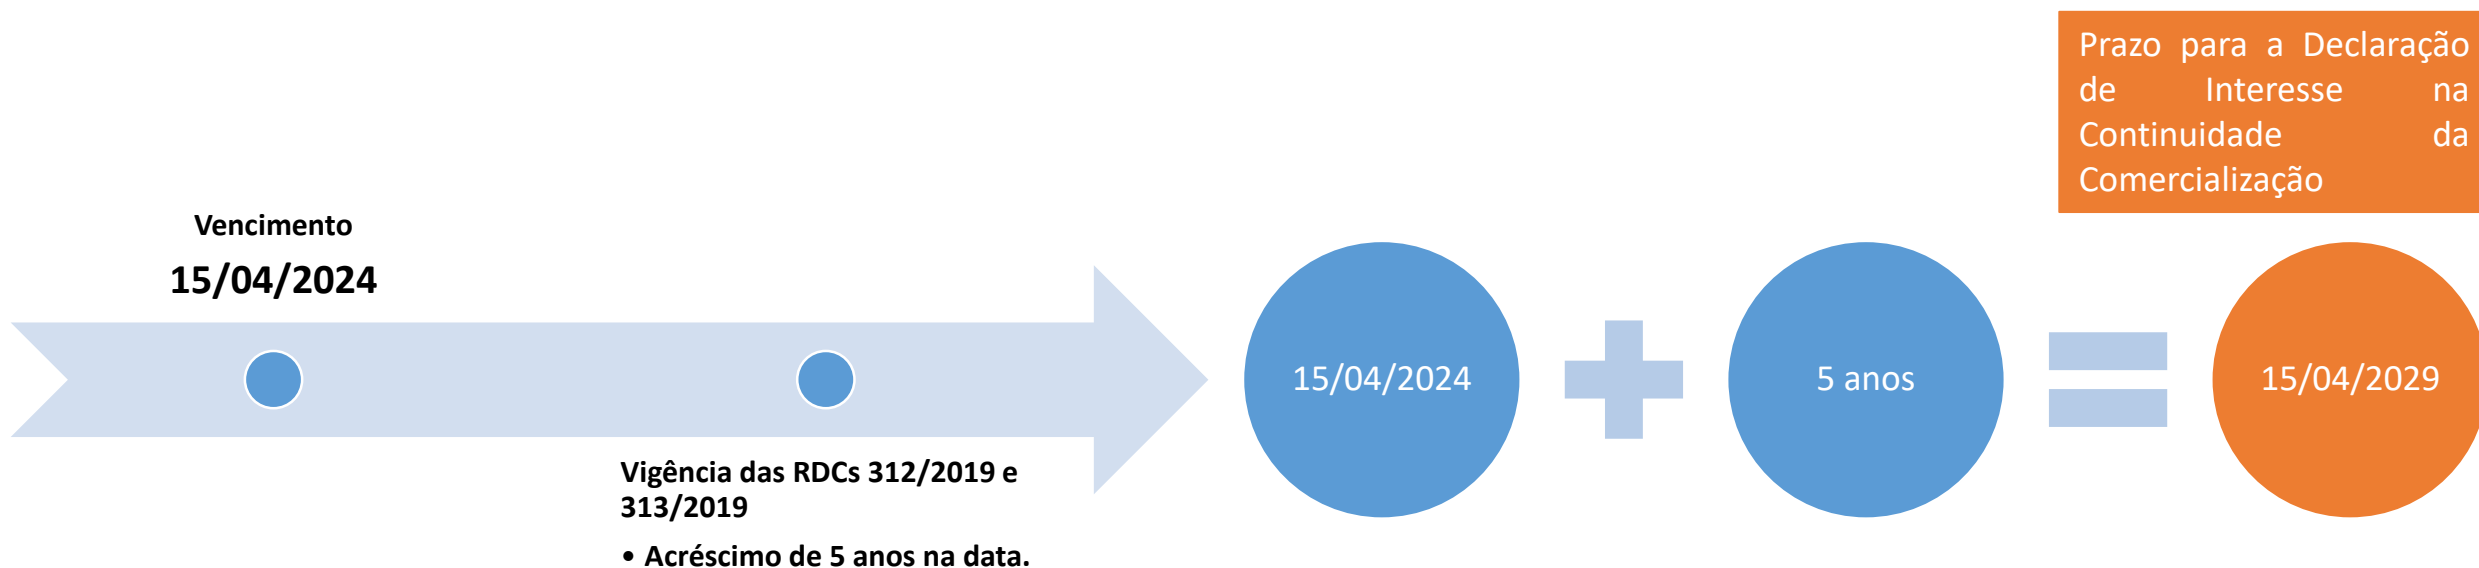 Prazo para a Declaração
de Interesse na
Continuidade da
Comercialização
Vencimento
15/04/2024
15/04/2024
5 anos
15/04/2029
Vigência das RDCs 312/2019 e
313/2019
• Acréscimo de 5 anos na data.